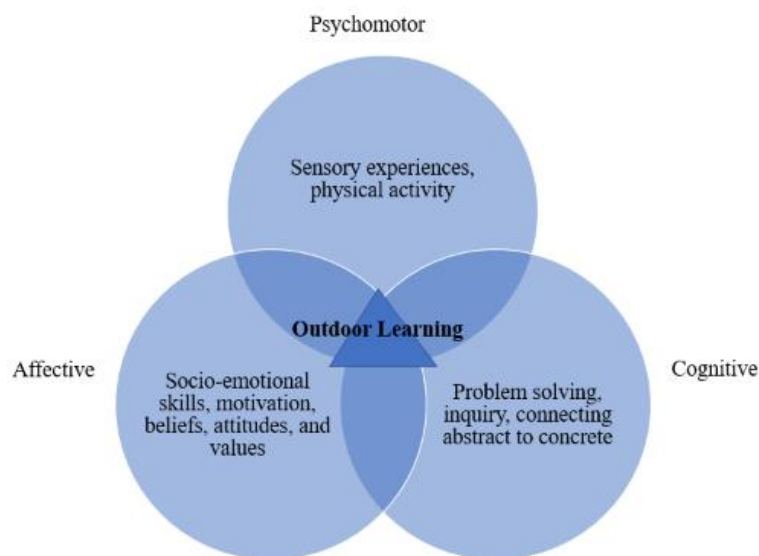 Psychomotor
Sensory experiences,
physical activity
Outdoor Learning
Affective
Socio-emotional
skills, motivation,
beliefs, attitudes, and
values
Cognitive
Problem solving,
inquiry, connecting
abstract to concrete